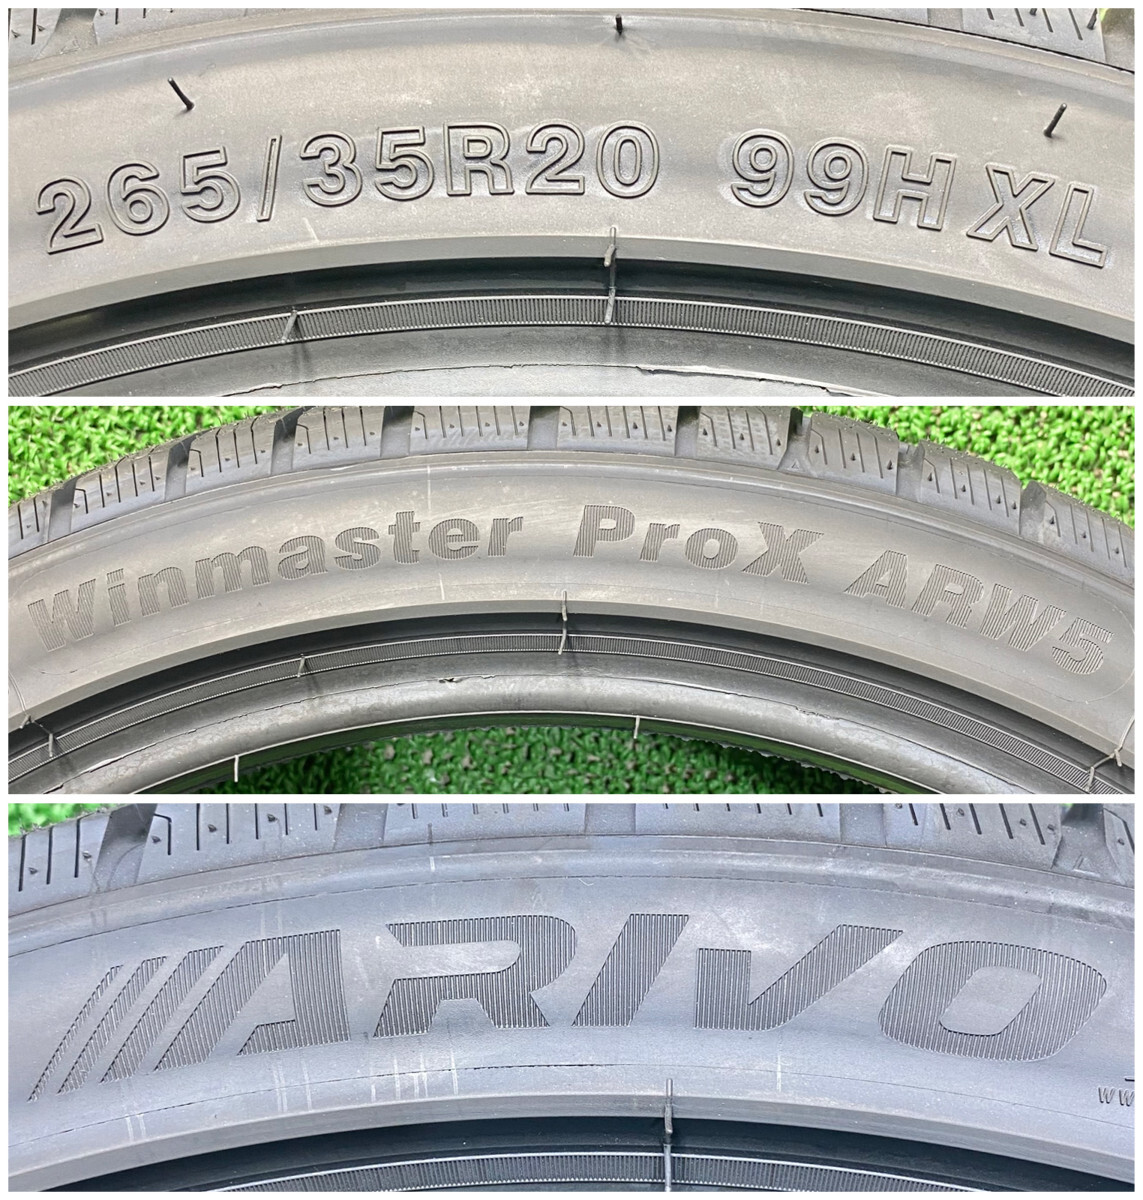 265/35R20 99H XL
Winmaster ProX ARW5
ARIVO